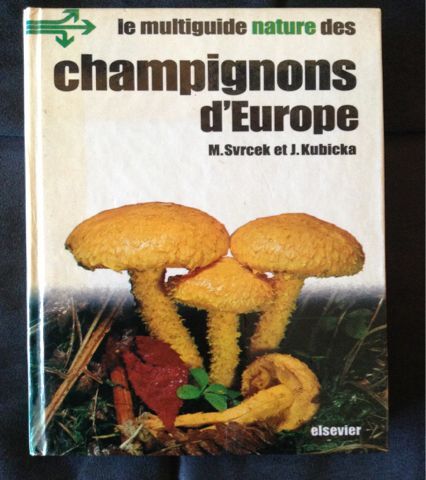 le multiguide nature des
champignons
d'Europe
M.Svrcek et J.Kubicka
elsevier